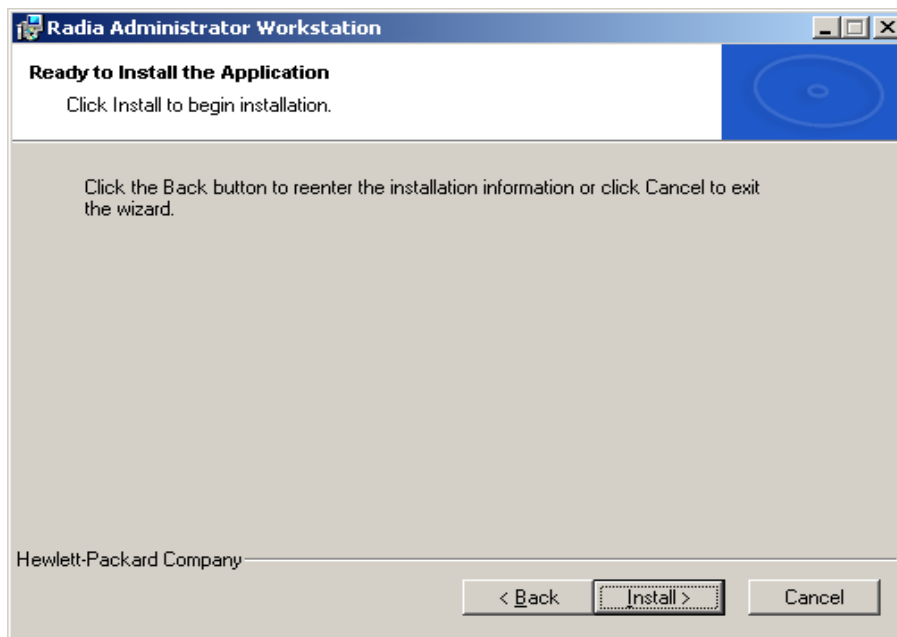 Radia Administrator Workstation
Ready to Install the Application
Click Install to begin installation.
Click the Back button to reenter the installation information or click Cancel to exit
the wizard.
Hewlett-Packard Company
< Back Install > Cancel